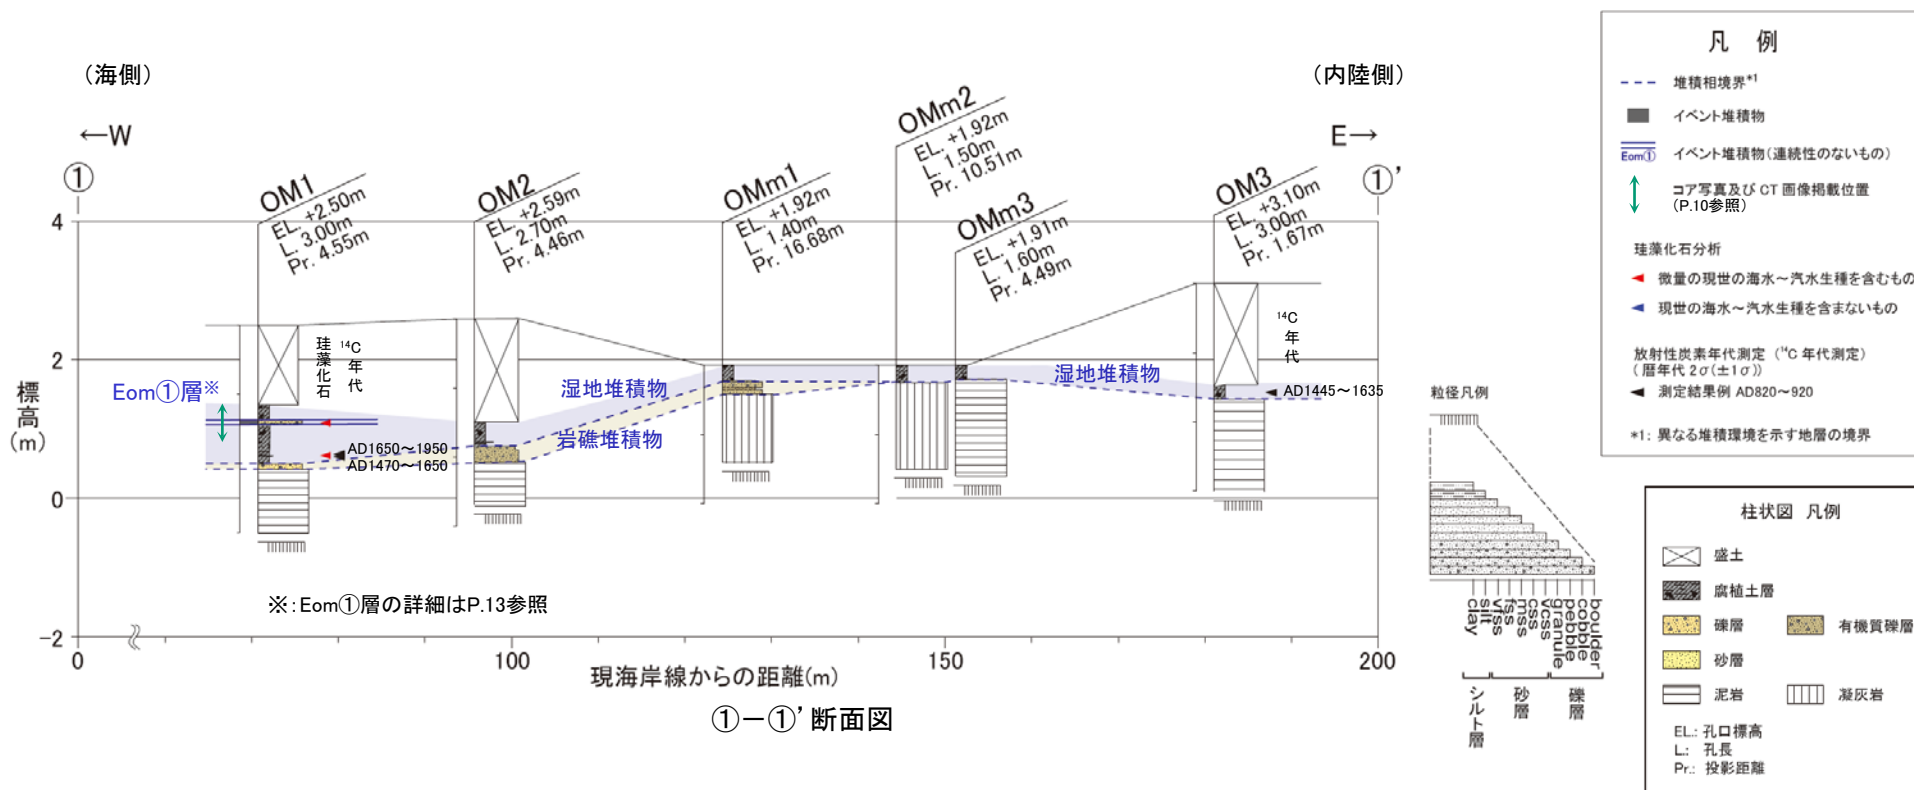 (海側)
(内陸側)
←W
E→
①
①’
OM1
EL. +2.50m
L. 3.00m
Pr. 4.55m
OM2
EL. +2.59m
L. 2.70m
Pr. 4.46m
OMm1
EL. +1.92m
L. 1.40m
Pr. 16.68m
OMm2
EL. +1.92m
L. 1.50m
Pr. 10.51m
OMm3
EL. +1.91m
L. 1.60m
Pr. 4.49m
OM3
EL. +3.10m
L. 3.00m
Pr. 1.67m
4
2
0
-2
標高(m)
珪藻化石
¹⁴C年代
¹⁴C年代
Eom①層※
湿地堆積物
岩礁堆積物
湿地堆積物
AD1650~1950
AD1470~1650
AD1445~1635
※:Eom①層の詳細はP.13参照
0
100
150
200
現海岸線からの距離(m)
①-①’断面図
凡 例
堆積相境界*1
イベント堆積物
Eom①
イベント堆積物(連続性のないもの)
コア写真及び CT 画像掲載位置
(P.10参照)
珪藻化石分析
微量の現世の海水~汽水生種を含むもの
現世の海水~汽水生種を含まないもの
放射性炭素年代測定 (¹⁴C 年代測定)
(暦年代 2σ(±1σ))
測定結果例 AD820~920
*1: 異なる堆積環境を示す地層の境界
粒径凡例
clay
silt
vfss
fss
mss
css
vcss
granule
pebble
cobble
boulder
シルト層
砂層
礫層
柱状図 凡例
盛土
腐植土層
礫層
有機質礫層
砂層
泥岩
凝灰岩
EL.: 孔口標高
L.: 孔長
Pr.: 投影距離